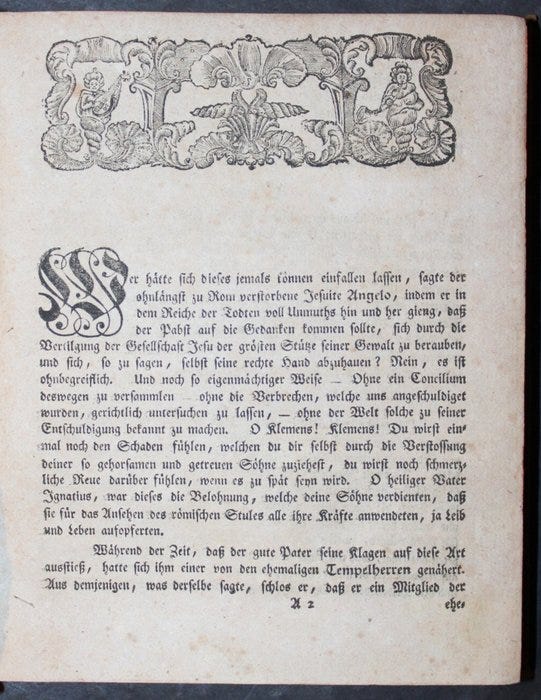 Wer hätte sich dieses jemals können einfallen lassen, sagte der
ohnlängst zu Rom verstorbene Jesuite Angelo, indem er in
dem Reiche der Todten voll Unmuths hin und her gieng, daß
der Pabst auf die Gedanken kommen sollte, sich durch die
Vertilgung der Gesellschaft Jesu der grösten Stütze seiner Gewalt zu berauben,
und sich, so zu sagen, selbst seine rechte Hand abzuhauen? Nein, es ist
ohnbegreiflich. Und noch so eigenmächtiger Weise — Ohne ein Concilium
deswegen zu versammlen — ohne die Verbrechen, welche uns angeschuldiget
wurden, gerichtlich untersuchen zu lassen, — ohne der Welt solche zu seiner
Entschuldigung bekannt zu machen. O Klemens! Klemens! Du wirst ein-
mal noch den Schaden fühlen, welchen du dir selbst durch die Verstossung
deiner so gehorsamen und getreuen Söhne zuziehest, du wirst noch schmerz-
liche Reue darüber fühlen, wenn es zu spät seyn wird. O heiliger Vater
Ignatius, war dieses die Belohnung, welche deine Söhne verdienten, daß
sie für das Ansehen des römischen Stules alle ihre Kräfte anwendeten, ja Leib
und Leben aufopferten.
Während der Zeit, daß der gute Pater seine Klagen auf diese Art
ausstieß, hatte sich ihm einer von den ehemaligen Tempelherren genähert.
Aus demjenigen, was derselbe sagte, schlos er, daß er ein Mitglied der
A 2 ehe-